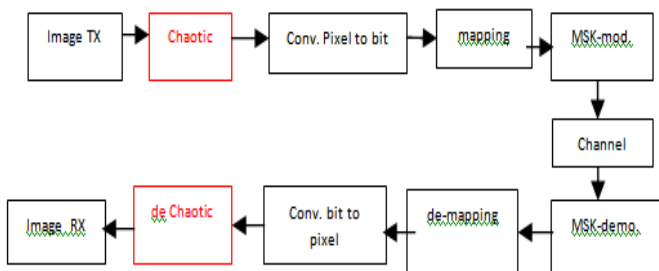 Image TX
Chaotic
Conv. Pixel to bit
mapping
MSK-mod.
Channel
MSK-demo.
de-mapping
Conv. bit to
pixel
de Chaotic
Image RX